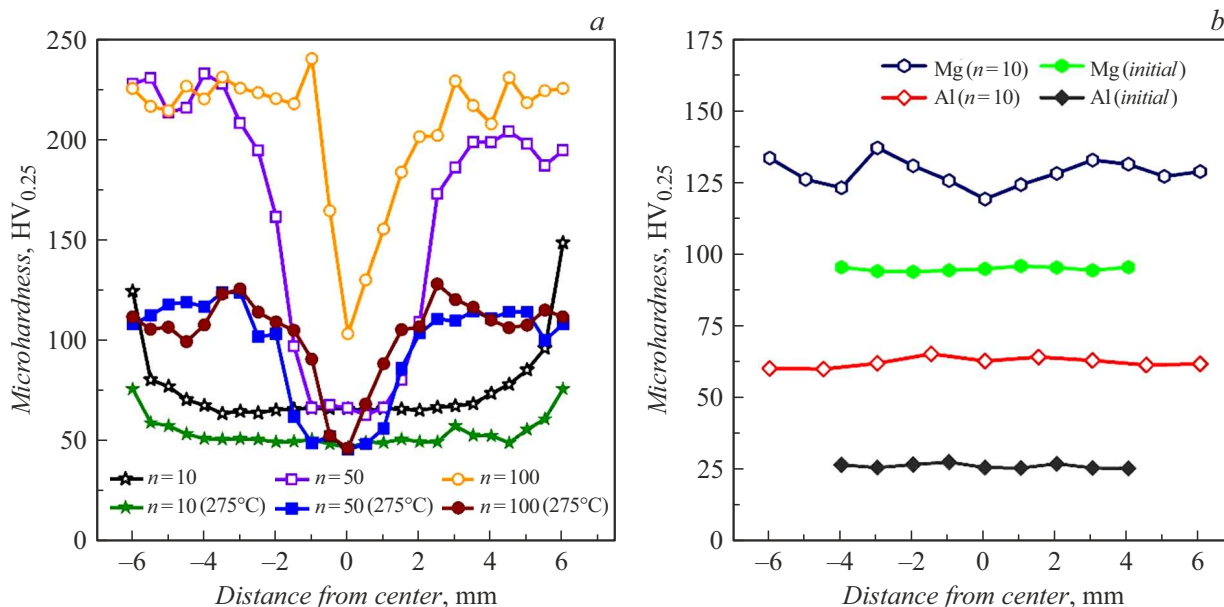 a
250
200
150
100
50
0
Microhardness, HV0.25
n = 10 n = 50 n = 100
n = 10 (275°C) n = 50 (275°C) n = 100 (275°C)
–6 –4 –2 0 2 4 6
Distance from center, mm
b
175
150
125
100
75
50
25
0
Microhardness, HV0.25
Mg (n = 10) Mg (initial)
Al (n = 10) Al (initial)
–6 –4 –2 0 2 4 6
Distance from center, mm